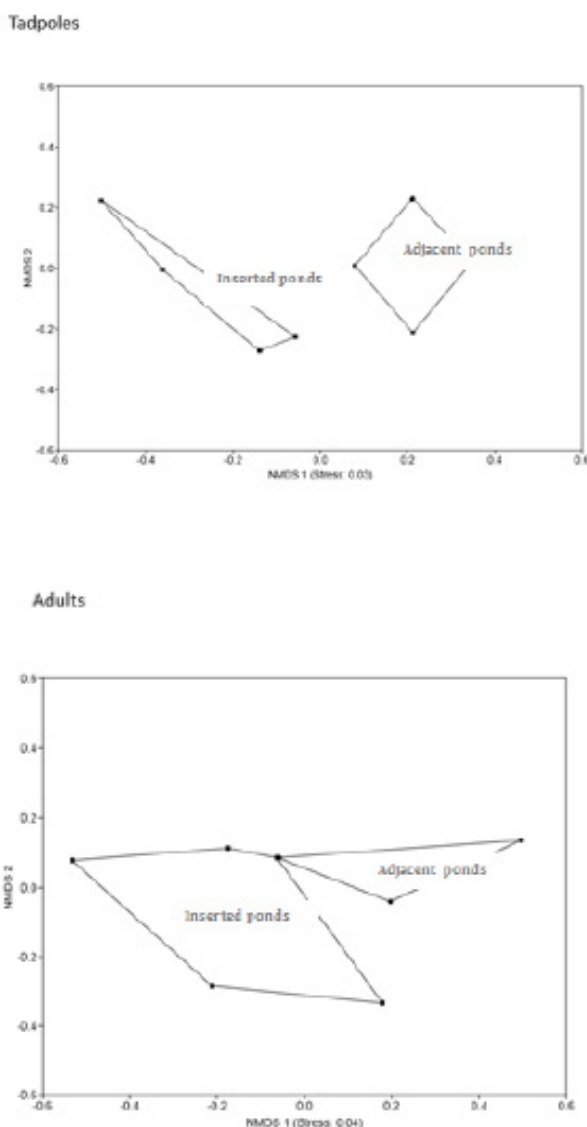 Tadpoles
0.6
0.4
0.2
0.0
-0.2
-0.4
-0.6
NMDS 2
Inserted ponds
Adjacent ponds
-0.6 -0.4 -0.2 0.0 0.2 0.4 0.6
NMDS 1 (Stress: 0.03)
Adults
0.6
0.4
0.2
0.0
-0.2
-0.4
-0.6
NMDS 2
Adjacent ponds
Inserted ponds
-0.6 -0.4 -0.2 0.0 0.2 0.4 0.6
NMDS 1 (Stress: 0.04)